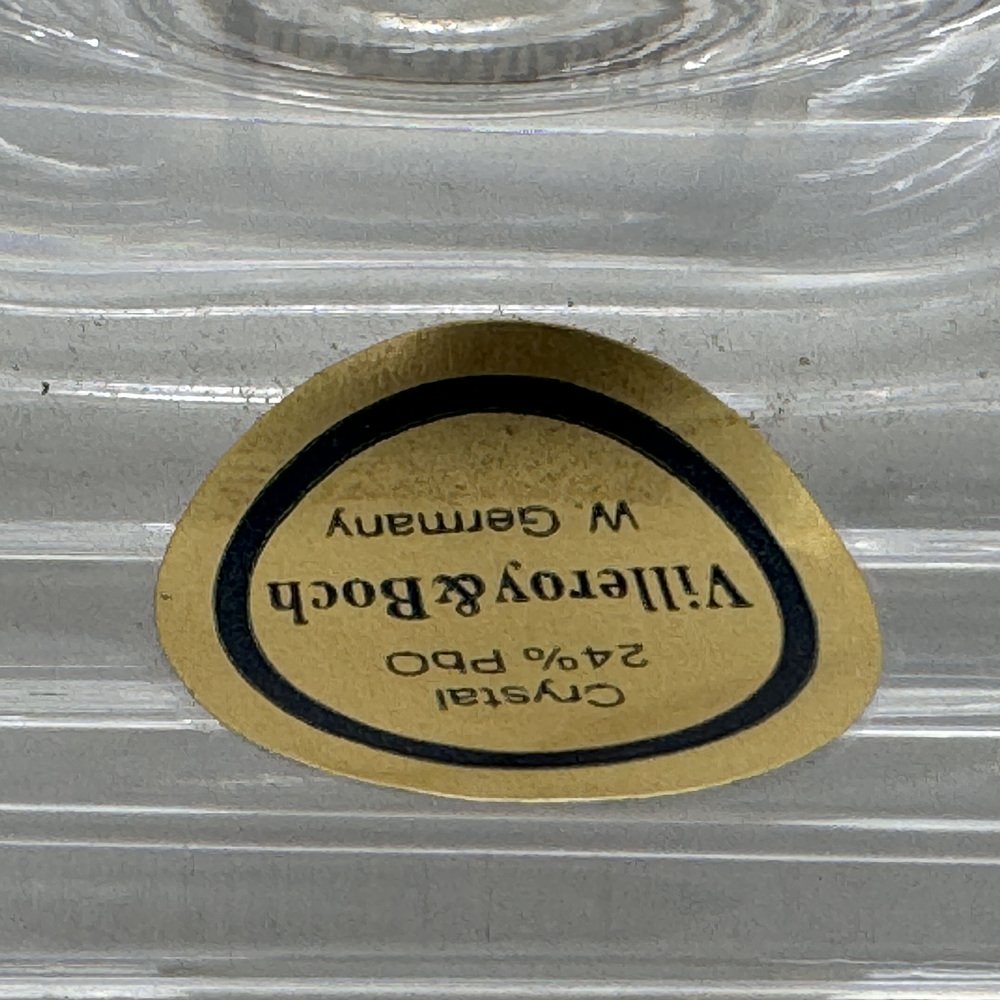 Crystal
24% PbO
Villeroy&Boch
W. Germany